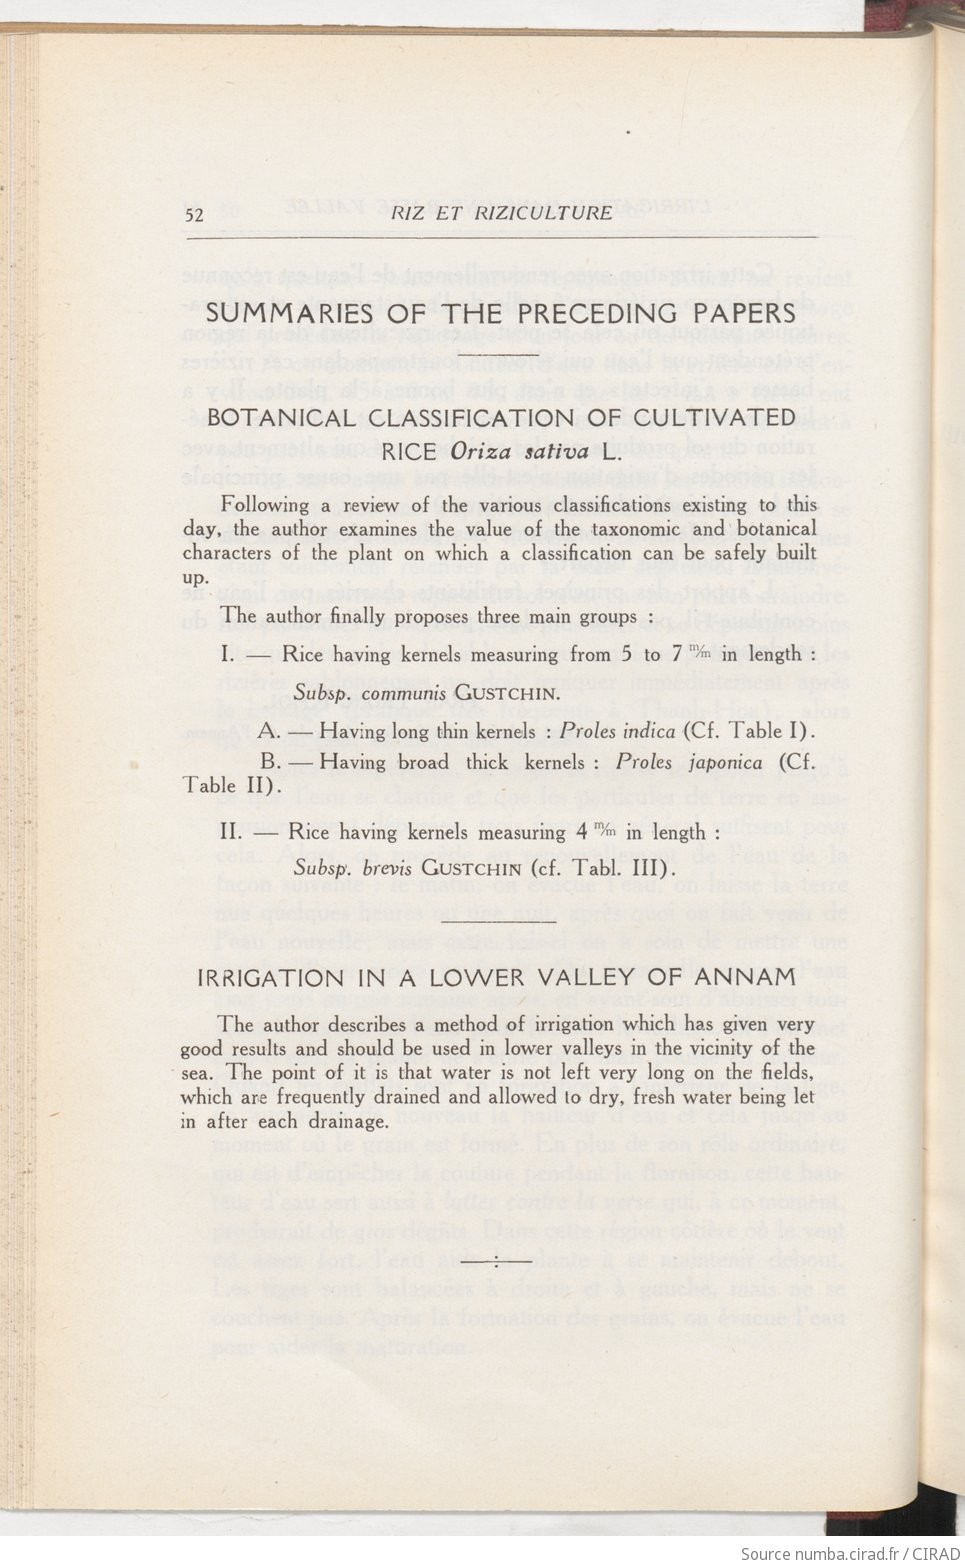 52 RIZ ET RIZICULTURE
SUMMARIES OF THE PRECEDING PAPERS
BOTANICAL CLASSIFICATION OF CULTIVATED
RICE Oriza sativa L.
Following a review of the various classifications existing to this
day, the author examines the value of the taxonomic and botanical
characters of the plant on which a classification can be safely built
up.
The author finally proposes three main groups :
I. — Rice having kernels measuring from 5 to 7 m/m in length :
Subsp. communis GUSTCHIN.
A. — Having long thin kernels : Proles indica (Cf. Table I).
B. — Having broad thick kernels : Proles japonica (Cf.
Table II).
II. — Rice having kernels measuring 4 m/m in length :
Subsp. brevis GUSTCHIN (cf. Tabl. III).
IRRIGATION IN A LOWER VALLEY OF ANNAM
The author describes a method of irrigation which has given very
good results and should be used in lower valleys in the vicinity of the
sea. The point of it is that water is not left very long on the fields,
which are frequently drained and allowed to dry, fresh water being let
in after each drainage.
Source numba.cirad.fr / CIRAD